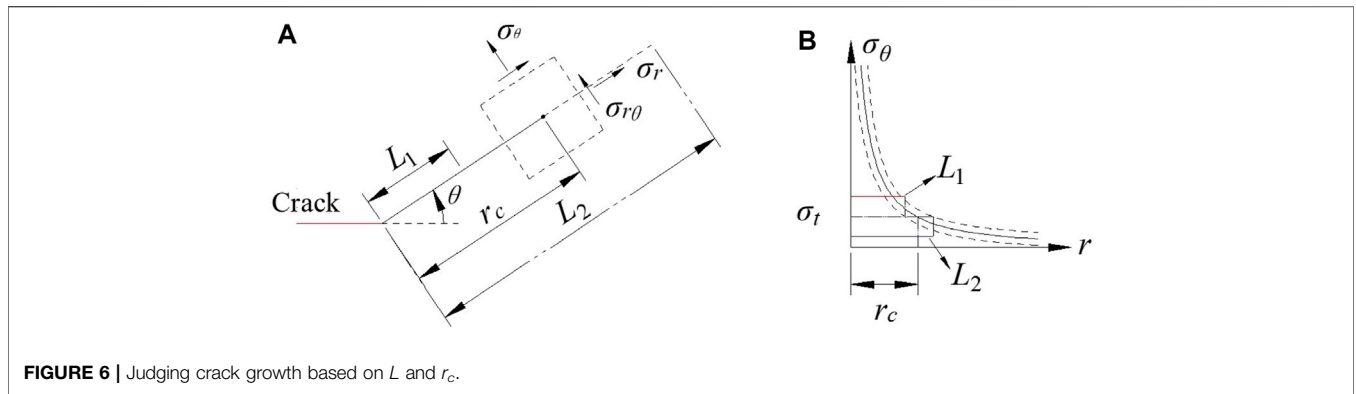 A
σθ
σr
σrθ
L1
θ
Crack
rc
L2
B
σθ
L1
σt
r
L2
rc
FIGURE 6 | Judging crack growth based on L and rc.